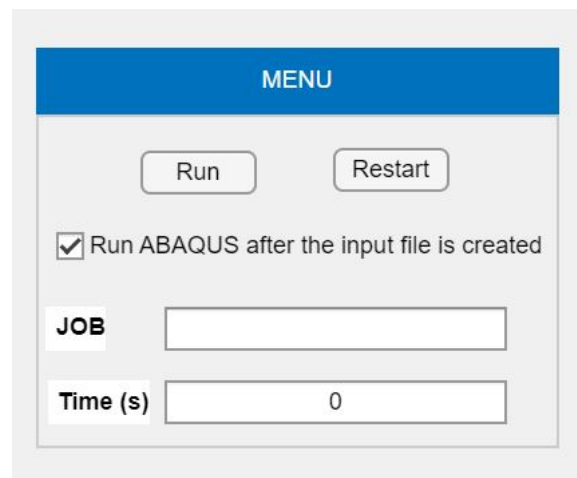 MENU
Run Restart
Run ABAQUS after the input file is created
JOB
Time (s) 0